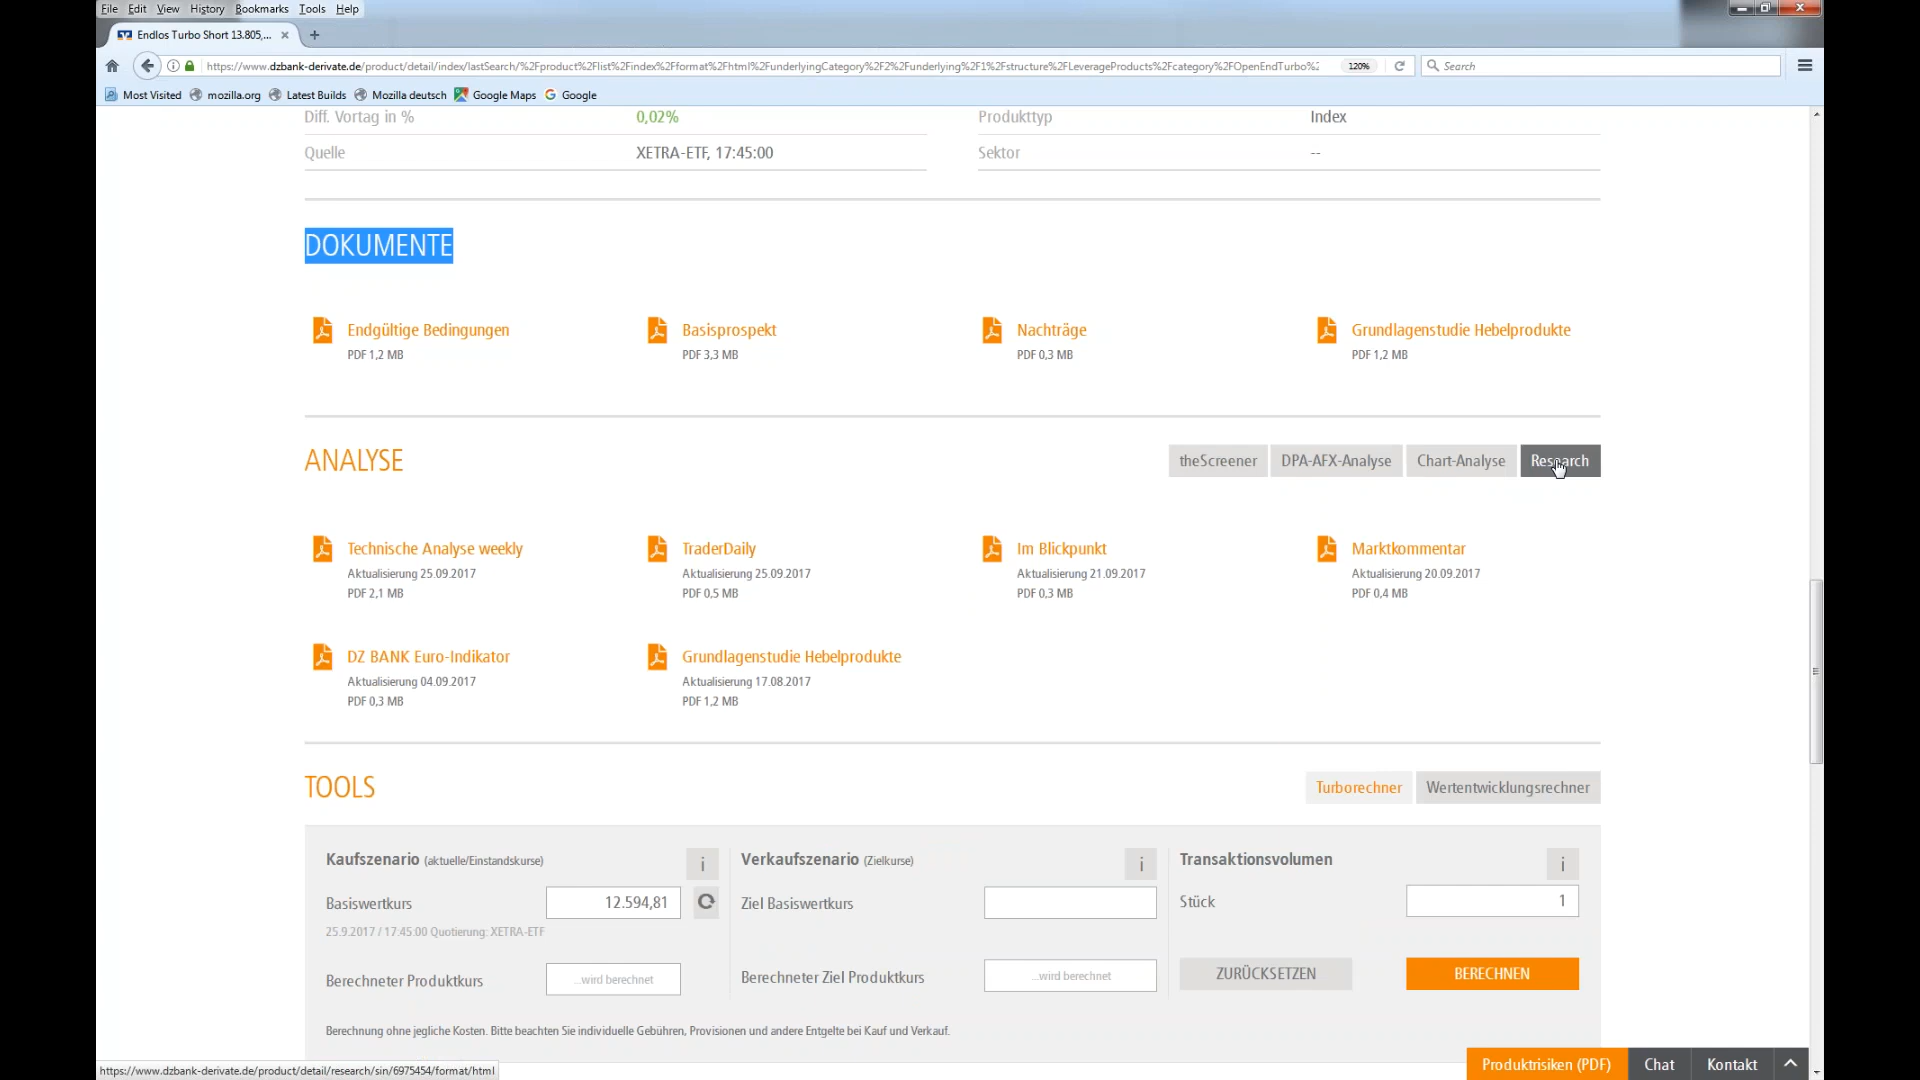 File Edit View History Bookmarks Tools Help
Endlos Turbo Short 13.805,...
https://www.dzbank-derivate.de/product/detail/index/lastSearch/%2Fproduct%2Flist%2Findex%2Fformat%2Fhtml%2FunderlyingCategory%2F2%2Funderlying%2F1%2Fstructure%2FLeverageProducts%2Fcategory%2FOpenEndTurbo%2
120%
Search
Most Visited mozilla.org Latest Builds Mozilla deutsch Google Maps Google
Diff. Vortag in % 0,02% Produkttyp Index
Quelle XETRA-ETF, 17:45:00 Sektor --
DOKUMENTE
Endgültige Bedingungen Basisprospekt Nachträge Grundlagenstudie Hebelprodukte
PDF 1,2 MB PDF 3,3 MB PDF 0,3 MB PDF 1,2 MB
ANALYSE theScreener DPA-AFX-Analyse Chart-Analyse Research
Technische Analyse weekly TraderDaily Im Blickpunkt Marktkommentar
Aktualisierung 25.09.2017 Aktualisierung 25.09.2017 Aktualisierung 21.09.2017 Aktualisierung 20.09.2017
PDF 2,1 MB PDF 0,5 MB PDF 0,3 MB PDF 0,4 MB
DZ BANK Euro-Indikator Grundlagenstudie Hebelprodukte
Aktualisierung 04.09.2017 Aktualisierung 17.08.2017
PDF 0,3 MB PDF 1,2 MB
TOOLS Turborechner Wertentwicklungsrechner
Kaufszenario (aktuelle/Einstandskurse) i Verkaufszenario (Zielkurse) i Transaktionsvolumen i
Basiswertkurs 12.594,81 Ziel Basiswertkurs Stück 1
25.9.2017 / 17:45:00 Quotierung: XETRA-ETF
Berechneter Produktkurs ...wird berechnet Berechneter Ziel Produktkurs ...wird berechnet ZURÜCKSETZEN BERECHNEN
Berechnung ohne jegliche Kosten. Bitte beachten Sie individuelle Gebühren, Provisionen und andere Entgelte bei Kauf und Verkauf.
Produktrisiken (PDF) Chat Kontakt
https://www.dzbank-derivate.de/product/detail/research/sin/6975454/format/html